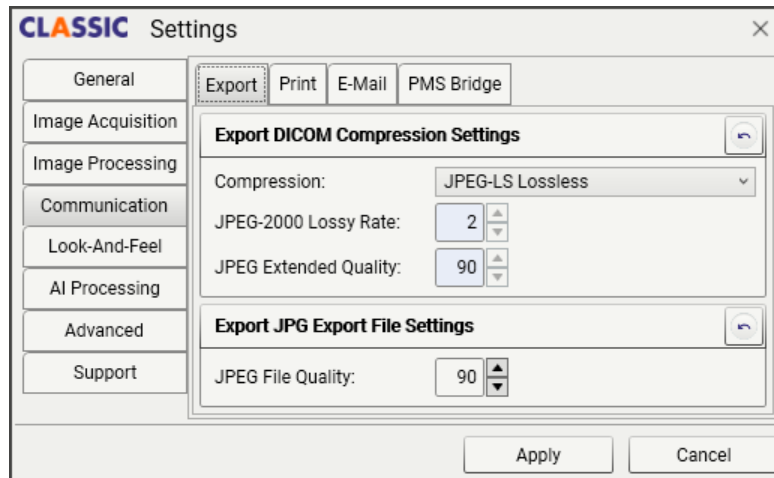 CLASSIC Settings
General
Image Acquisition
Image Processing
Communication
Look-And-Feel
AI Processing
Advanced
Support
Export Print E-Mail PMS Bridge
Export DICOM Compression Settings
Compression: JPEG-LS Lossless
JPEG-2000 Lossy Rate: 2
JPEG Extended Quality: 90
Export JPG Export File Settings
JPEG File Quality: 90
Apply Cancel